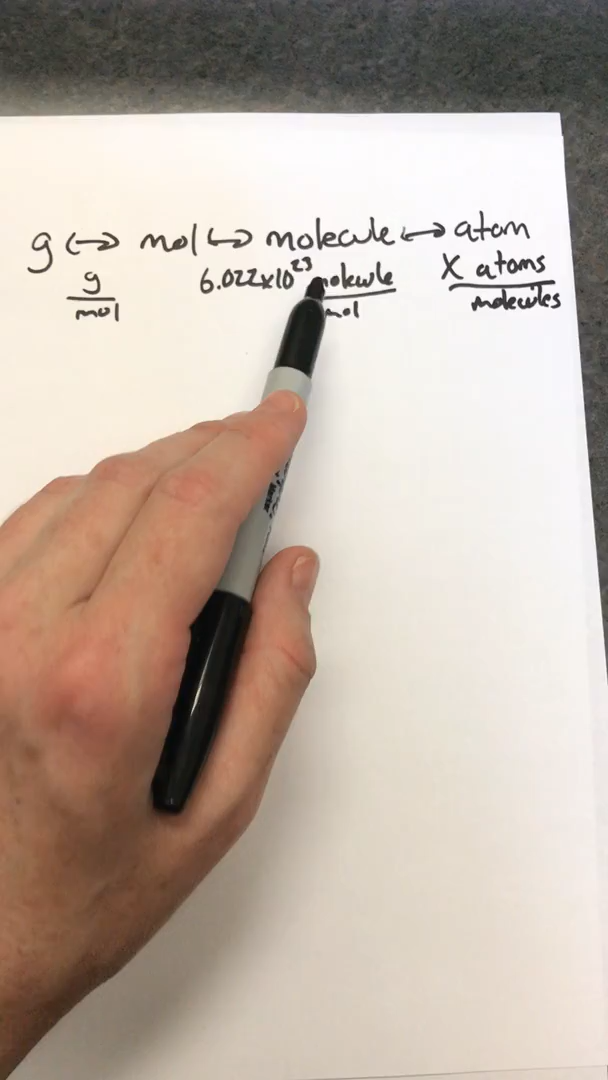 g ↔ mol ↔ molecule ↔ atom
g 6.022x10²³ molecule X atoms
mol mol molecules